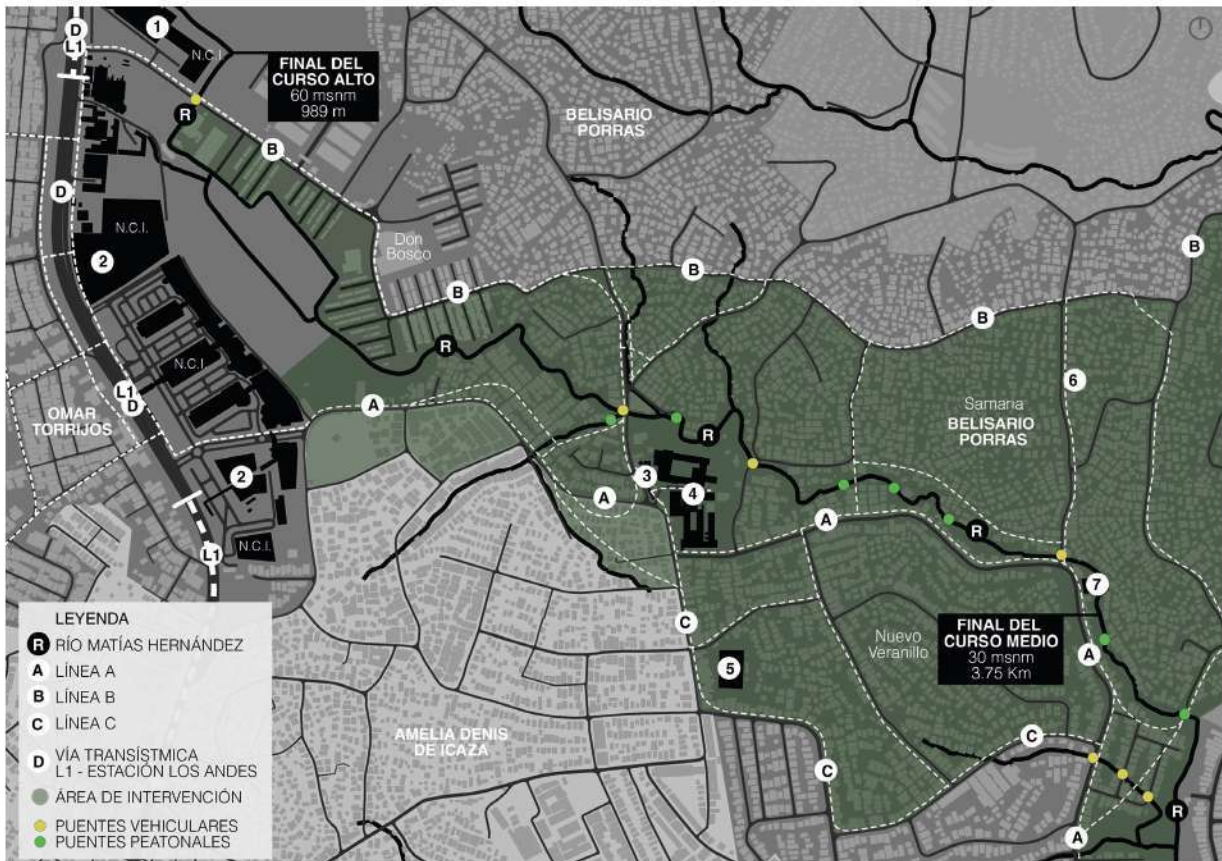 D
L1
1
N.C.I.
FINAL DEL
CURSO ALTO
60 msnm
989 m
R
B
BELISARIO
PORRAS
D
N.C.I.
2
Don
Bosco
B
B
B
B
N.C.I.
R
L1
D
OMAR
TORRIJOS
A
6
Samaria
BELISARIO
PORRAS
2
R
3
4
A
A
R
N.C.I.
L1
7
FINAL DEL
CURSO MEDIO
30 msnm
3.75 Km
C
Nuevo
Veranillo
A
5
AMELIA DENIS
DE ICAZA
C
C
R
A
LEYENDA
R RÍO MATÍAS HERNÁNDEZ
A LÍNEA A
B LÍNEA B
C LÍNEA C
D VÍA TRANSÍSTMICA
L1 - ESTACIÓN LOS ANDES
ÁREA DE INTERVENCIÓN
PUENTES VEHICULARES
PUENTES PEATONALES